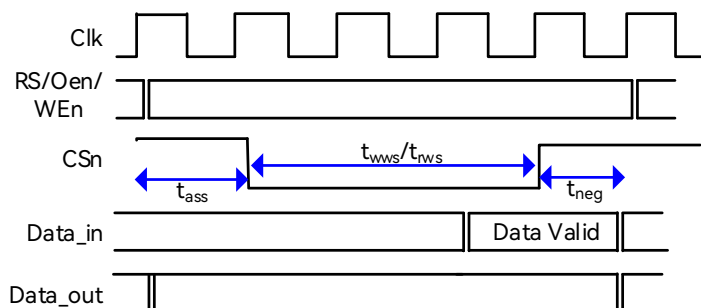 Clk
RS/Oen/
WEn
CSn
t_wws/t_rws
t_ass
t_neg
Data_in
Data Valid
Data_out